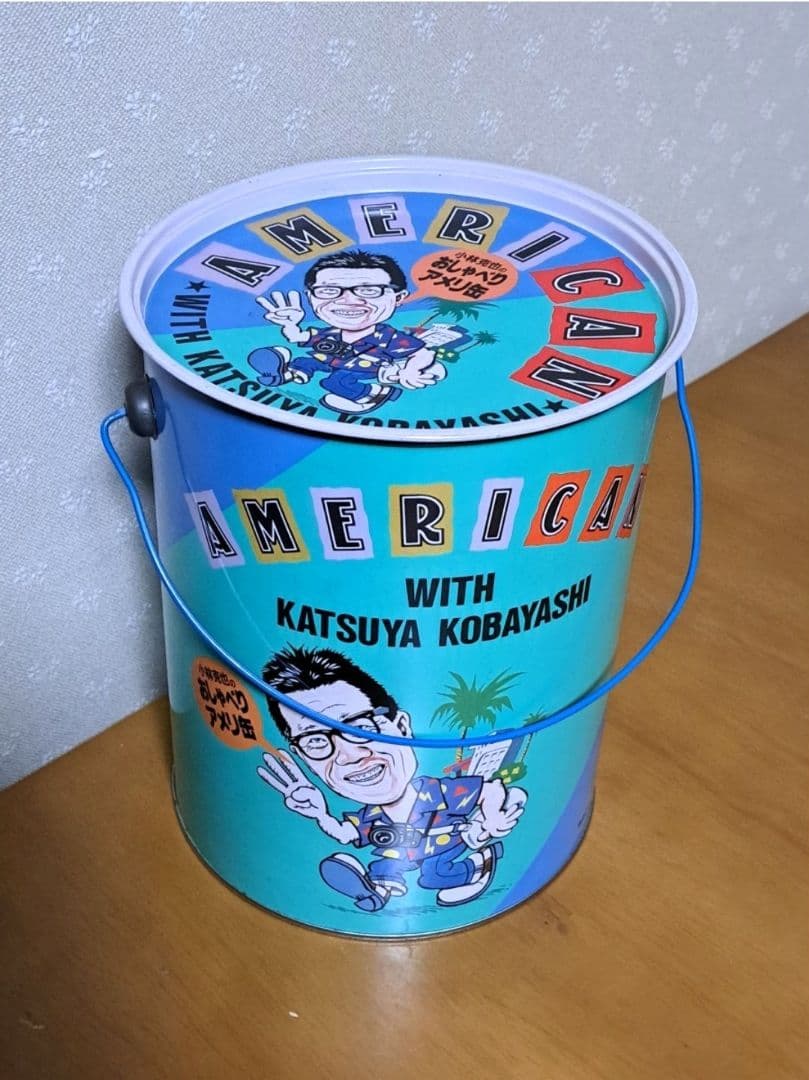 AMERICAN
小林克也の
おしゃべり
アメリ缶
★WITH KATSUYA KOBAYASHI★
AMERICAN
WITH
KATSUYA KOBAYASHI
小林克也の
おしゃべり
アメリ缶